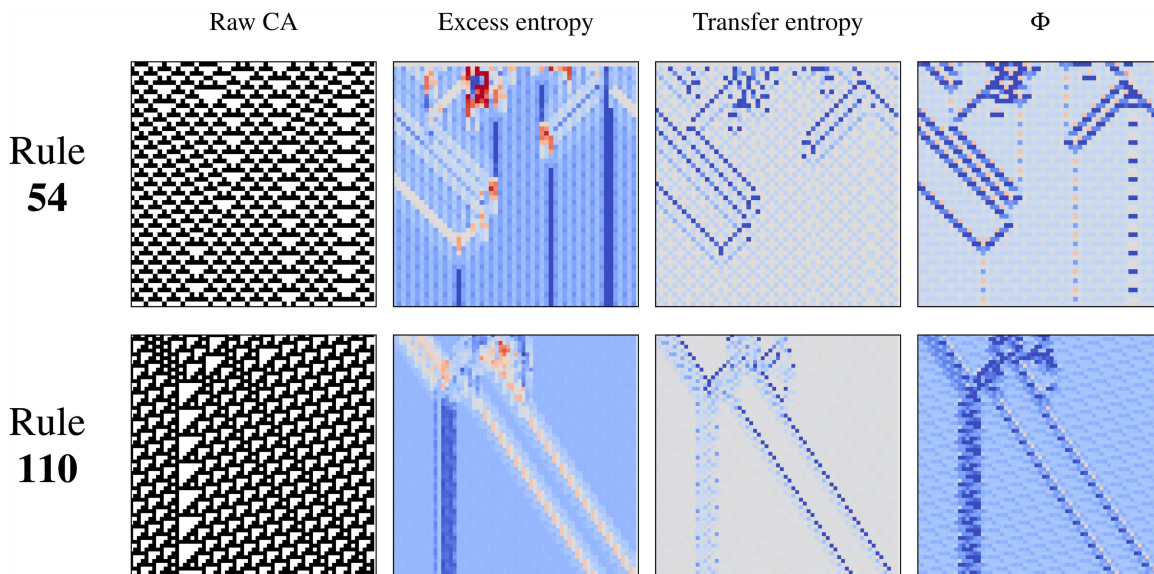 Raw CA
Excess entropy
Transfer entropy
Φ
Rule
54
Rule
110